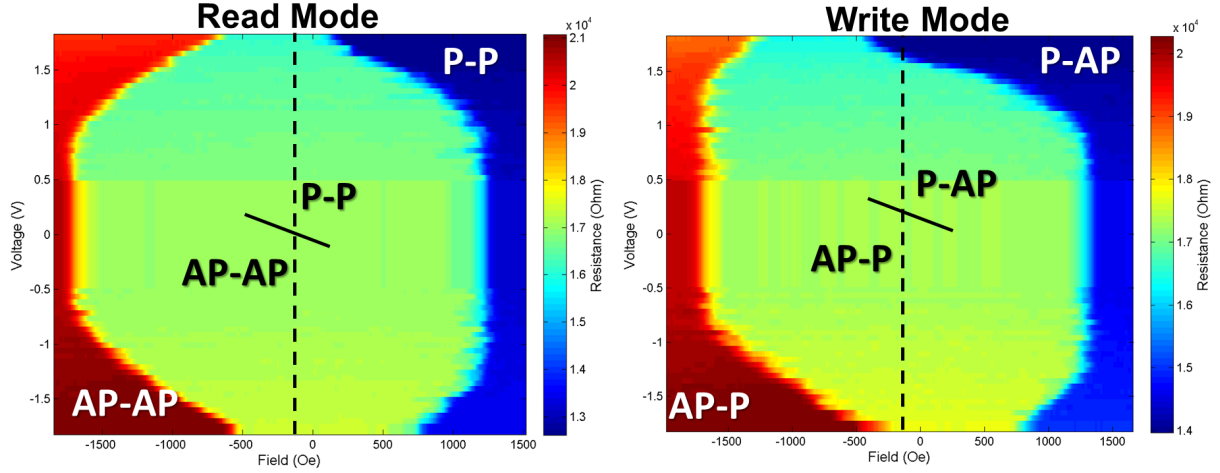 Read Mode
x 10^4
2.1
2
1.9
1.8
1.7
1.6
1.5
1.4
1.3
Resistance (Ohm)
1.5
1
0.5
0
-0.5
-1
-1.5
Voltage (V)
P-P
P-P
AP-AP
AP-AP
-1500
-1000
-500
0
500
1000
1500
Field (Oe)
Write Mode
x 10^4
2
1.9
1.8
1.7
1.6
1.5
1.4
Resistance (Ohm)
1.5
1
0.5
0
-0.5
-1
-1.5
Voltage (V)
P-AP
P-AP
AP-P
AP-P
-1500
-1000
-500
0
500
1000
1500
Field (Oe)